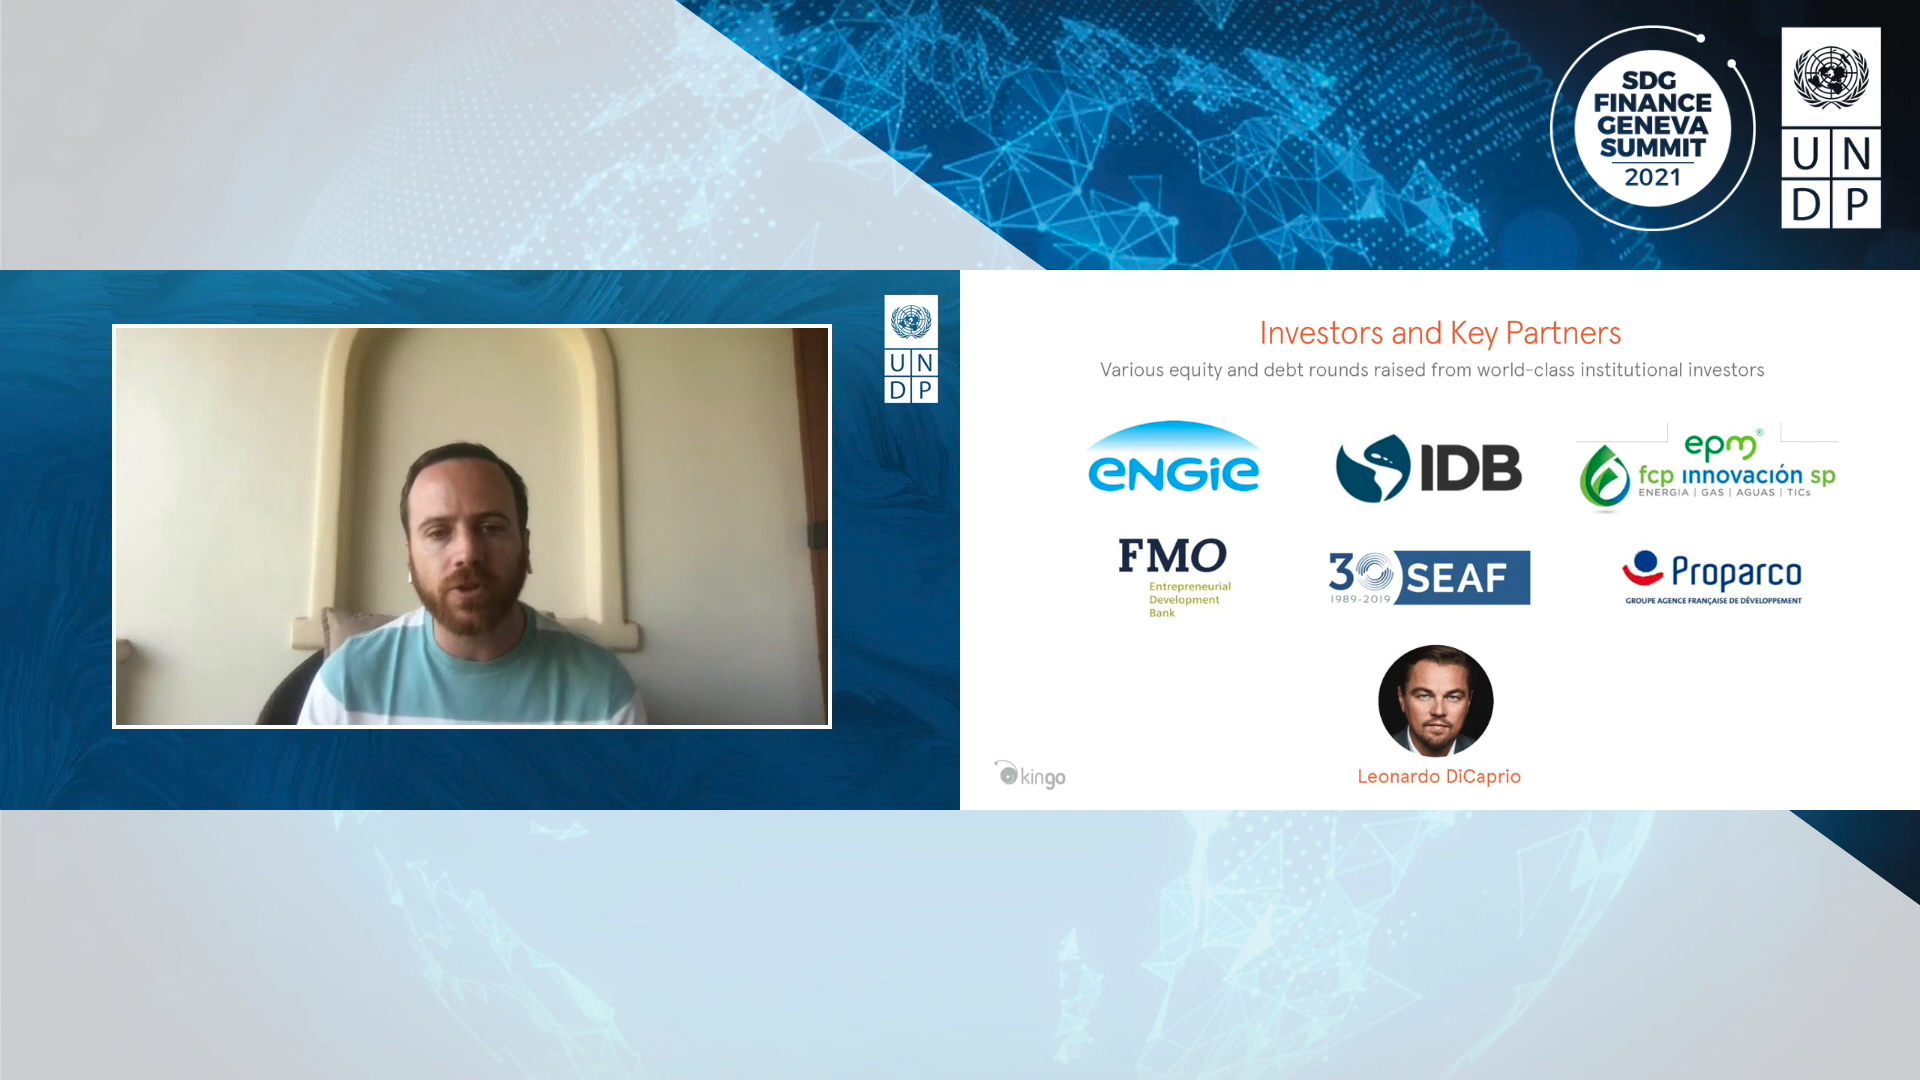 SDG
FINANCE
GENEVA
SUMMIT
2021
U N
D P
U N
D P
Investors and Key Partners
Various equity and debt rounds raised from world-class institutional investors
ENGIE
IDB
epm®
fcp innovación sp
ENERGIA | GAS | AGUAS | TICs
FMO
Entrepreneurial
Development
Bank
30 SEAF
1989-2019
Proparco
GROUPE AGENCE FRANÇAISE DE DÉVELOPPEMENT
Leonardo DiCaprio
kingo